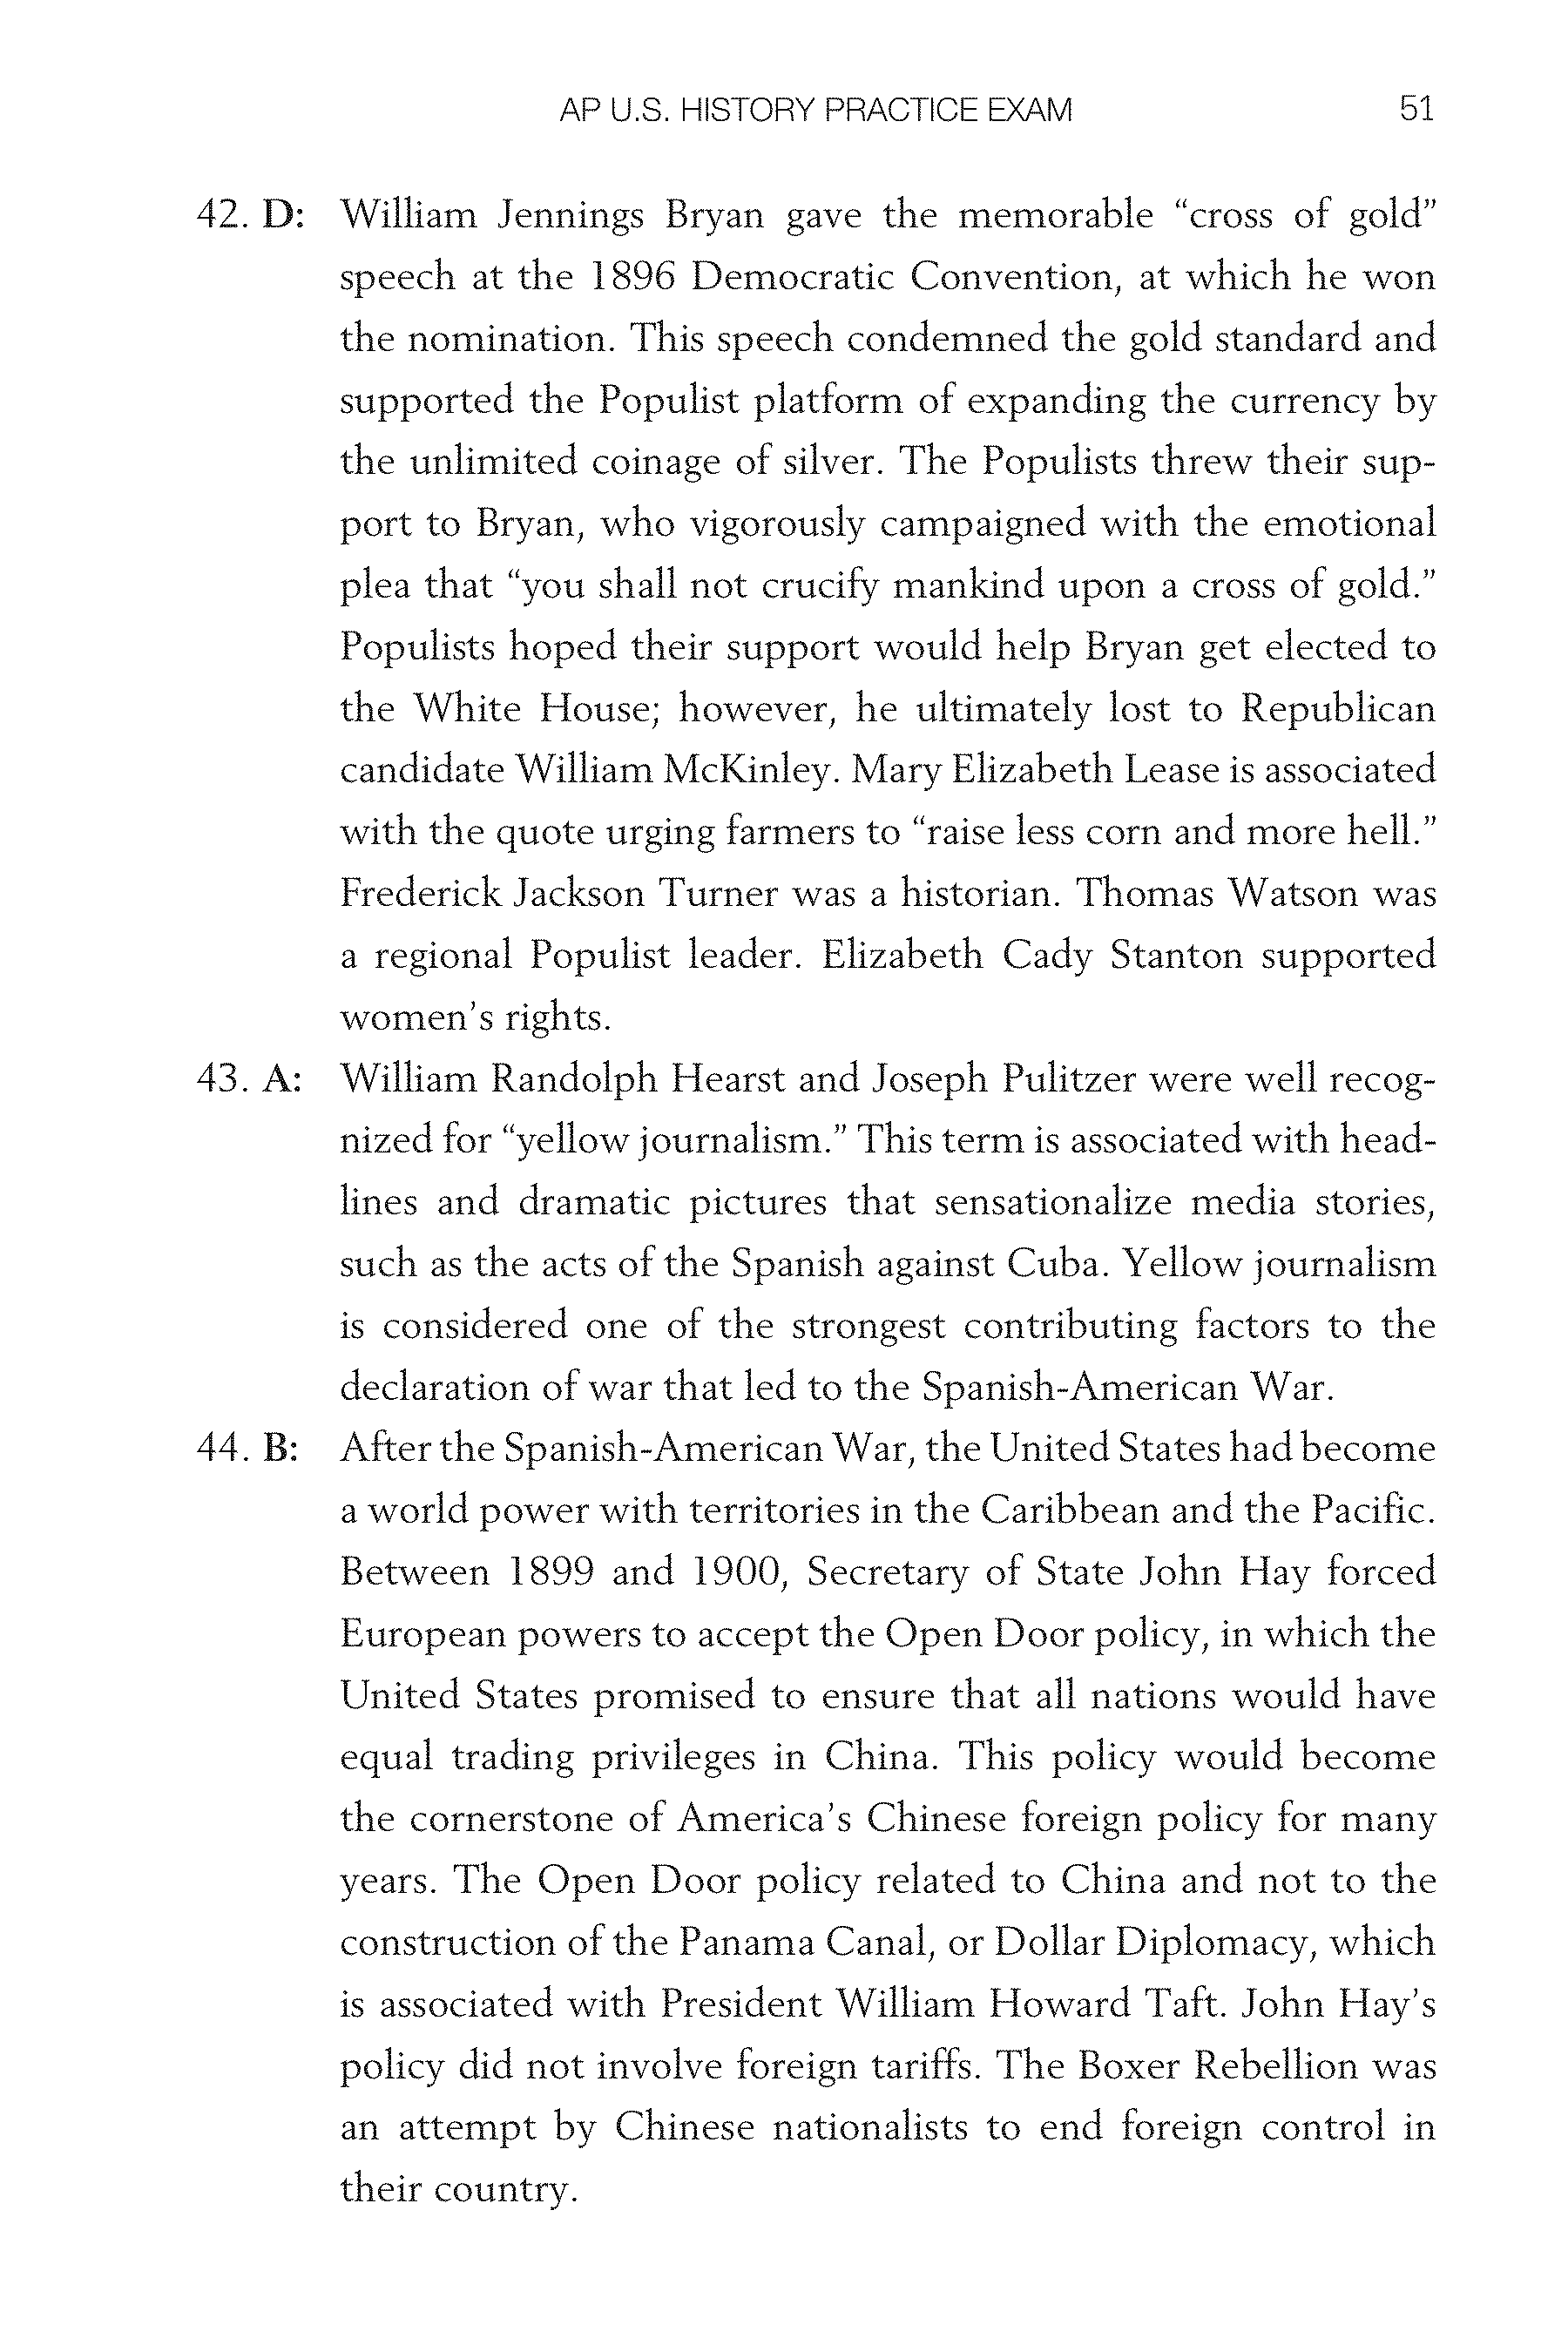 AP U.S. HISTORY PRACTICE EXAM 51
42. D: William Jennings Bryan gave the memorable “cross of gold”
speech at the 1896 Democratic Convention, at which he won
the nomination. This speech condemned the gold standard and
supported the Populist platform of expanding the currency by
the unlimited coinage of silver. The Populists threw their sup-
port to Bryan, who vigorously campaigned with the emotional
plea that “you shall not crucify mankind upon a cross of gold.”
Populists hoped their support would help Bryan get elected to
the White House; however, he ultimately lost to Republican
candidate William McKinley. Mary Elizabeth Lease is associated
with the quote urging farmers to “raise less corn and more hell.”
Frederick Jackson Turner was a historian. Thomas Watson was
a regional Populist leader. Elizabeth Cady Stanton supported
women’s rights.
43. A: William Randolph Hearst and Joseph Pulitzer were well recog-
nized for “yellow journalism.” This term is associated with head-
lines and dramatic pictures that sensationalize media stories,
such as the acts of the Spanish against Cuba. Yellow journalism
is considered one of the strongest contributing factors to the
declaration of war that led to the Spanish-American War.
44. B: After the Spanish-American War, the United States had become
a world power with territories in the Caribbean and the Pacific.
Between 1899 and 1900, Secretary of State John Hay forced
European powers to accept the Open Door policy, in which the
United States promised to ensure that all nations would have
equal trading privileges in China. This policy would become
the cornerstone of America’s Chinese foreign policy for many
years. The Open Door policy related to China and not to the
construction of the Panama Canal, or Dollar Diplomacy, which
is associated with President William Howard Taft. John Hay’s
policy did not involve foreign tariffs. The Boxer Rebellion was
an attempt by Chinese nationalists to end foreign control in
their country.